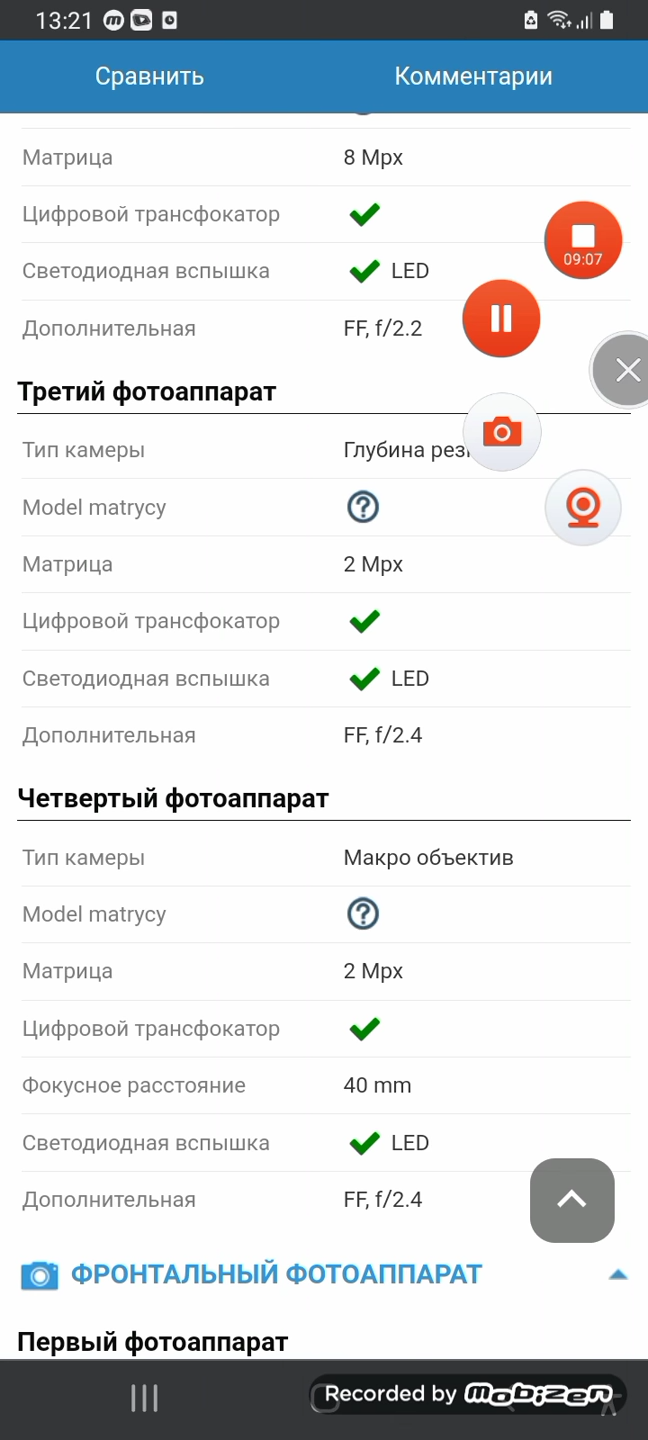 13:21
Сравнить Комментарии
Матрица 8 Mpx
Цифровой трансфокатор
Светодиодная вспышка LED
09:07
Дополнительная FF, f/2.2
Третий фотоаппарат
Тип камеры Глубина
Model matrycy
Матрица 2 Mpx
Цифровой трансфокатор
Светодиодная вспышка LED
Дополнительная FF, f/2.4
Четвертый фотоаппарат
Тип камеры Макро объектив
Model matrycy
Матрица 2 Mpx
Цифровой трансфокатор
Фокусное расстояние 40 mm
Светодиодная вспышка LED
Дополнительная FF, f/2.4
ФРОНТАЛЬНЫЙ ФОТОАППАРАТ
Первый фотоаппарат
Recorded by mobizen